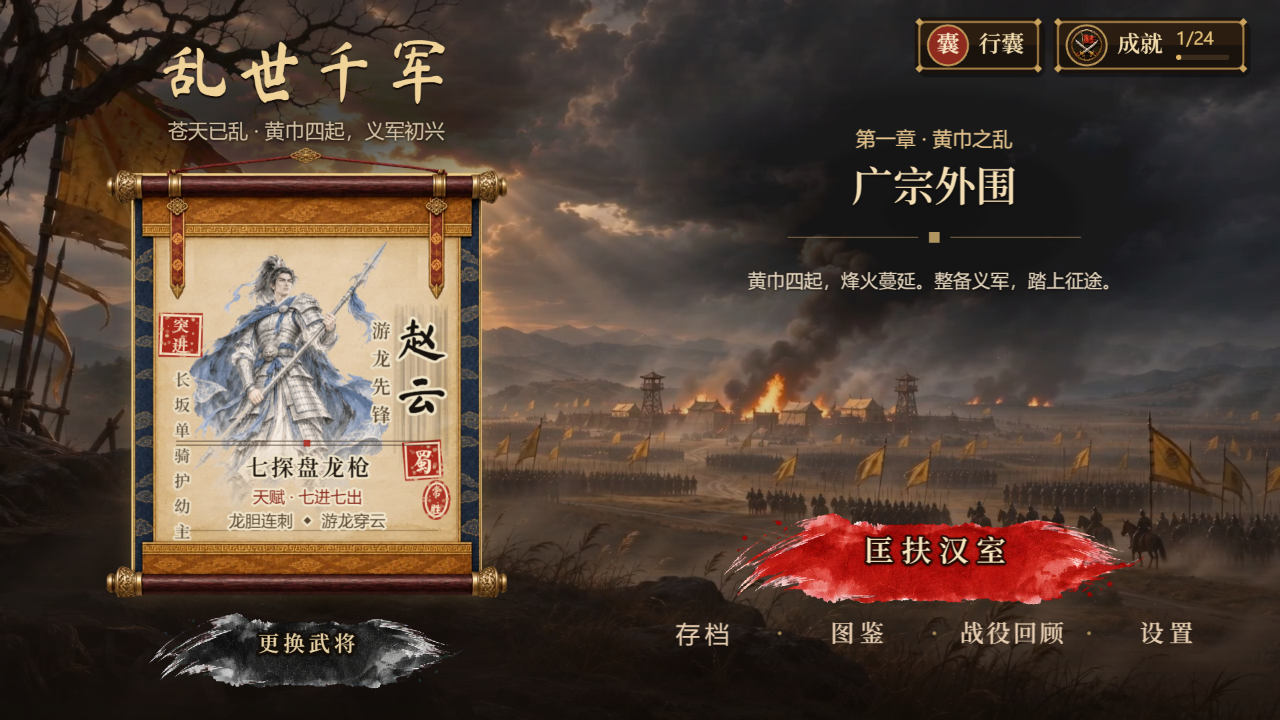 乱世千军
苍天已乱·黄巾四起，义军初兴
囊 行囊
成就 1/24
第一章·黄巾之乱
广宗外围
黄巾四起，烽火蔓延。整备义军，踏上征途。
赵云
游龙先锋
突进
长坂单骑护幼主
蜀
七探盘龙枪
天赋·七进七出
龙胆连刺 ◆ 游龙穿云
更换武将
匡扶汉室
存档 · 图鉴 · 战役回顾 · 设置